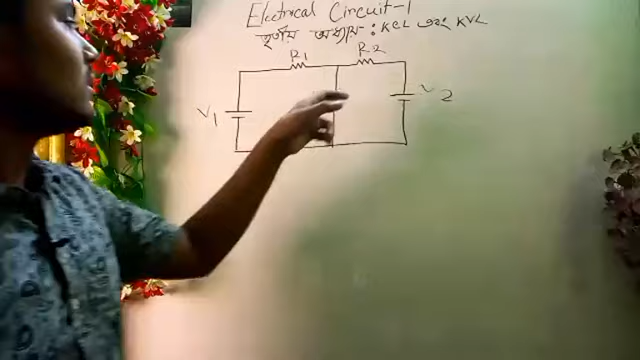 Electrical Circuit-1
তৃতীয় অধ্যায় : KCL এবং KVL
R1 R2
V1 V2